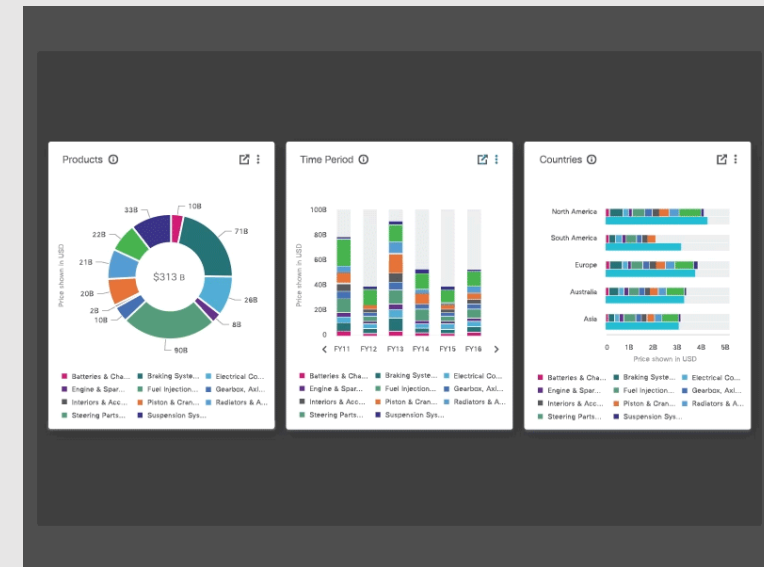 Products
33B
10B
71B
22B
21B
$313 B
20B
26B
2B
10B
8B
90B
Price shown in USD
Batteries & Cha... Braking Syste... Electrical Co...
Engine & Spar... Fuel Injection... Gearbox, Axl...
Interiors & Acc... Piston & Cran... Radiators & A...
Steering Parts... Suspension Sys...
Time Period
100B
80B
60B
40B
20B
0
Price shown in USD
FY11 FY12 FY13 FY14 FY15 FY16
Batteries & Cha... Braking Syste... Electrical Co...
Engine & Spar... Fuel Injection... Gearbox, Axl...
Interiors & Acc... Piston & Cran... Radiators & A...
Steering Parts... Suspension Sys...
Countries
North America
South America
Europe
Australia
Asia
0 1B 2B 3B 4B 5B
Price shown in USD
Batteries & Cha... Braking Syste... Electrical Co...
Engine & Spar... Fuel Injection... Gearbox, Axl...
Interiors & Acc... Piston & Cran... Radiators & A...
Steering Parts... Suspension Sys...